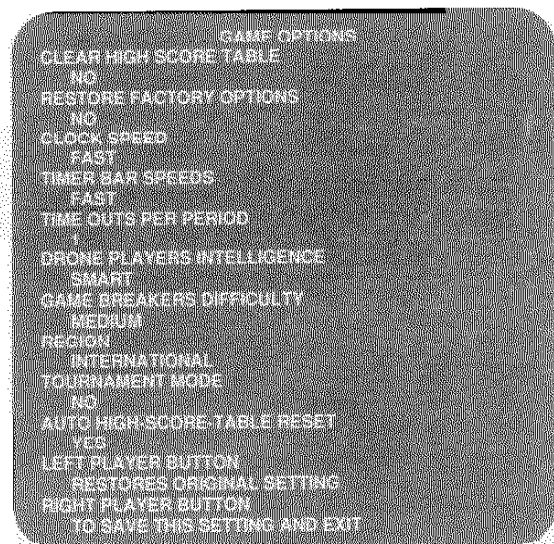 GAME OPTIONS
CLEAR HIGH SCORE TABLE
NO
RESTORE FACTORY OPTIONS
NO
CLOCK SPEED
FAST
TIMER BAR SPEEDS
FAST
TIME OUTS PER PERIOD
1
DRONE PLAYERS INTELLIGENCE
SMART
GAME BREAKERS DIFFICULTY
MEDIUM
REGION
INTERNATIONAL
TOURNAMENT MODE
NO
AUTO HIGH-SCORE-TABLE RESET
YES
LEFT PLAYER BUTTON
RESTORES ORIGINAL SETTING
RIGHT PLAYER BUTTON
TO SAVE THIS SETTING AND EXIT